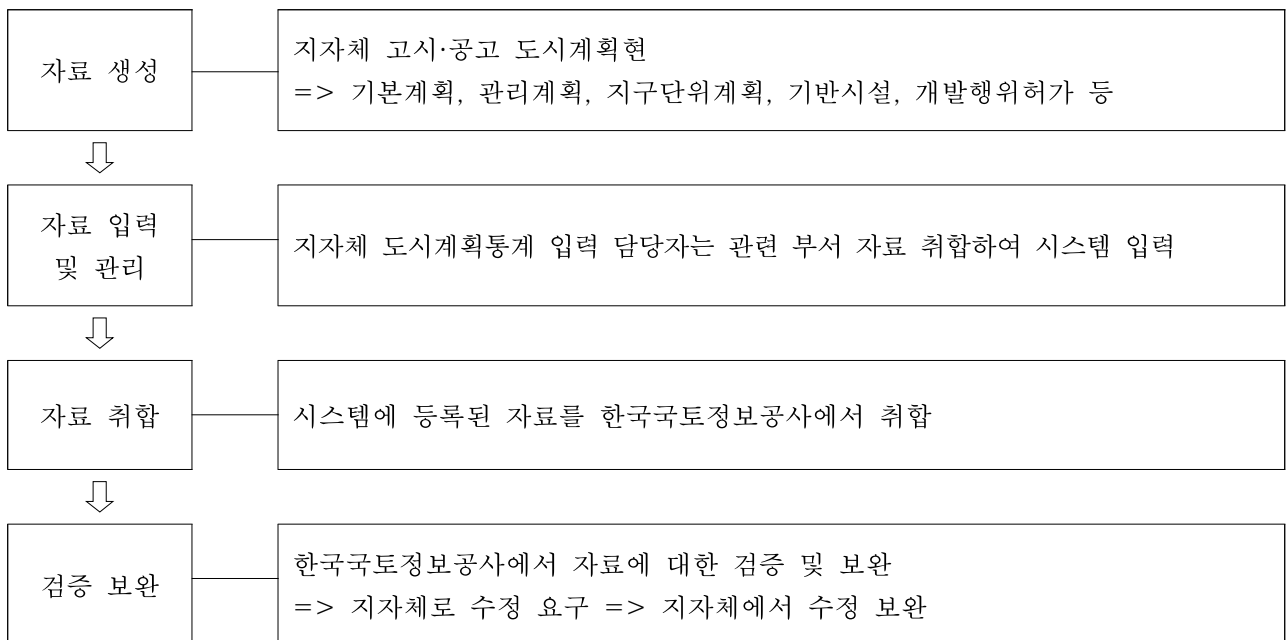 자료 생성
지자체 고시·공고 도시계획현
=> 기본계획, 관리계획, 지구단위계획, 기반시설, 개발행위허가 등
자료 입력
및 관리
지자체 도시계획통계 입력 담당자는 관련 부서 자료 취합하여 시스템 입력
자료 취합
시스템에 등록된 자료를 한국국토정보공사에서 취합
검증 보완
한국국토정보공사에서 자료에 대한 검증 및 보완
=> 지자체로 수정 요구 => 지자체에서 수정 보완